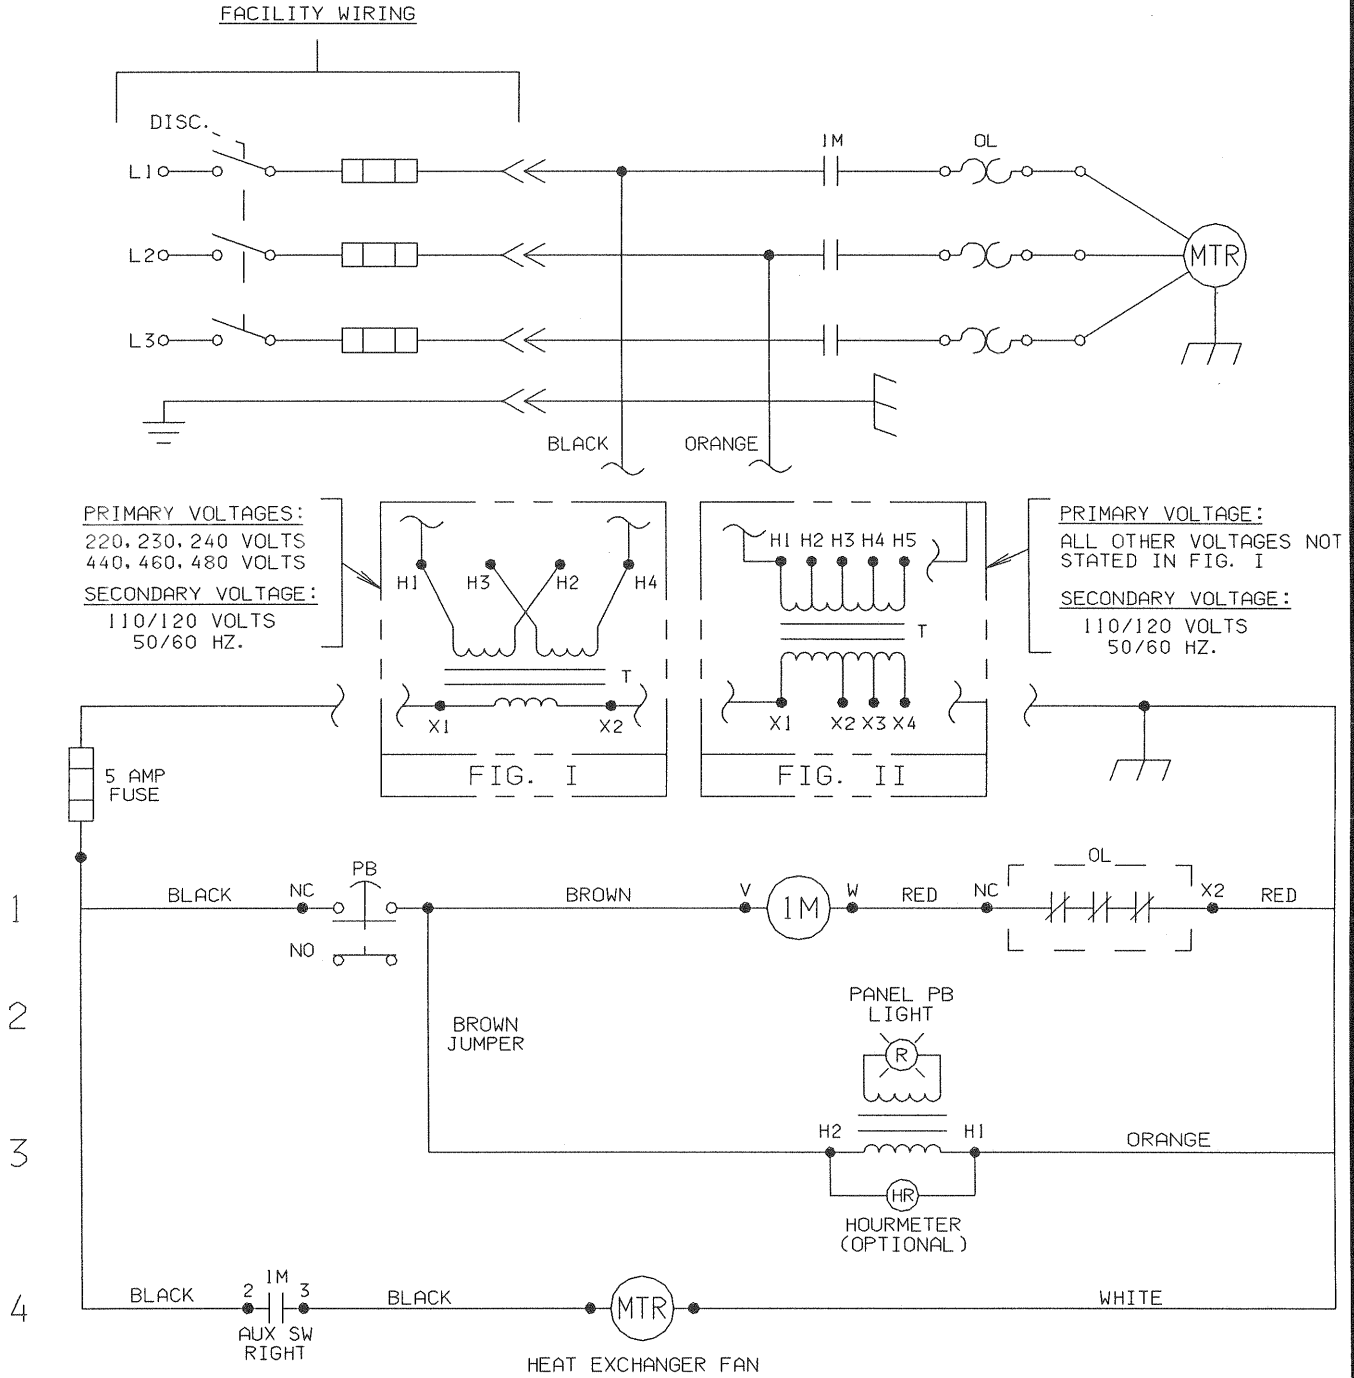 FACILITY WIRING
DISC.
1M
OL
L1
L2
MTR
L3
BLACK
ORANGE
PRIMARY VOLTAGES:
220,230,240 VOLTS
440,460,480 VOLTS
SECONDARY VOLTAGE:
110/120 VOLTS
50/60 HZ.
H1
H3
H2
H4
T
X1
X2
FIG. I
H1 H2 H3 H4 H5
T
X1
X2 X3 X4
FIG. II
PRIMARY VOLTAGE:
ALL OTHER VOLTAGES NOT
STATED IN FIG. I
SECONDARY VOLTAGE:
110/120 VOLTS
50/60 HZ.
5 AMP
FUSE
1
BLACK
NC
PB
NO
BROWN
V
1M
W
RED
NC
OL
X2
RED
2
BROWN
JUMPER
PANEL PB
LIGHT
R
3
H2
H1
ORANGE
HR
HOURMETER
(OPTIONAL)
4
BLACK
2
1M
3
AUX SW
RIGHT
BLACK
MTR
WHITE
HEAT EXCHANGER FAN